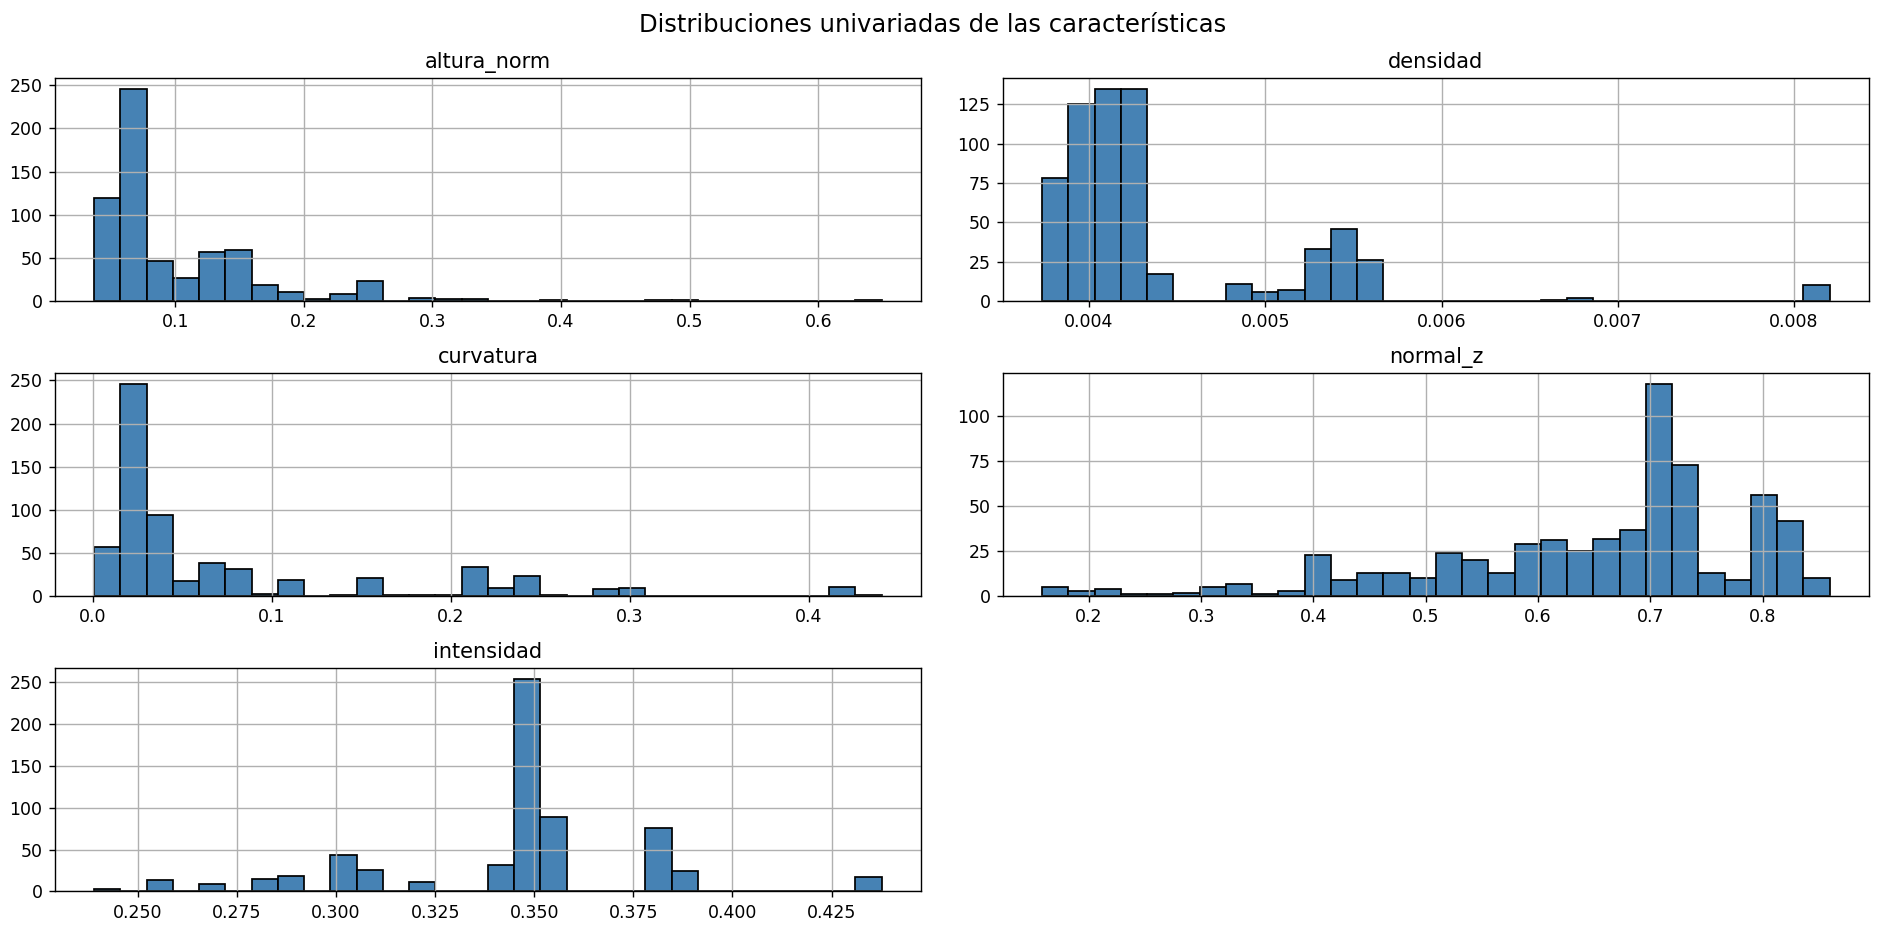 Distribuciones univariadas de las características
altura_norm
250
200
150
100
50
0
0.1 0.2 0.3 0.4 0.5 0.6
densidad
125
100
75
50
25
0
0.004 0.005 0.006 0.007 0.008
curvatura
250
200
150
100
50
0
0.0 0.1 0.2 0.3 0.4
normal_z
100
75
50
25
0
0.2 0.3 0.4 0.5 0.6 0.7 0.8
intensidad
250
200
150
100
50
0
0.250 0.275 0.300 0.325 0.350 0.375 0.400 0.425